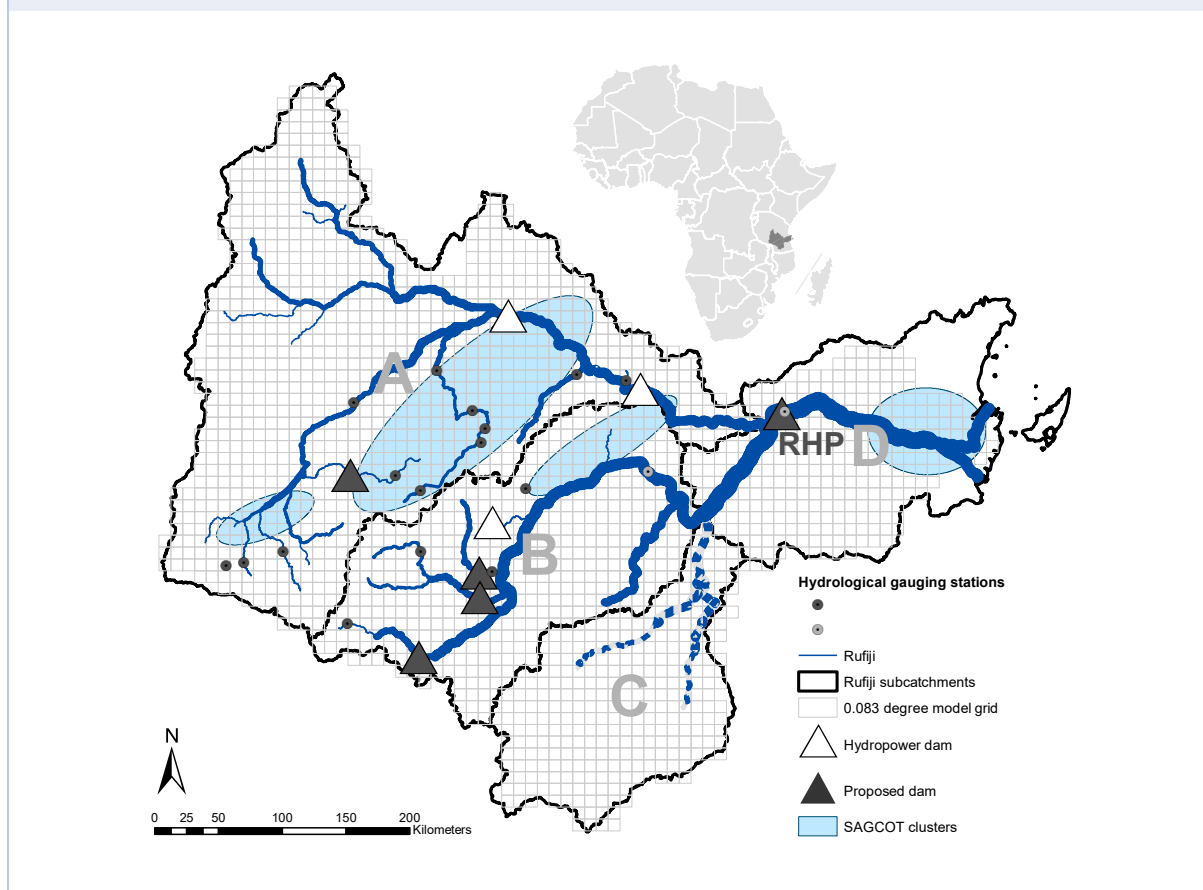 A
RHP
D
B
C
Hydrological gauging stations
Rufiji
Rufiji subcatchments
0.083 degree model grid
Hydropower dam
Proposed dam
SAGCOT clusters
N
0 25 50 100 150 200
Kilometers